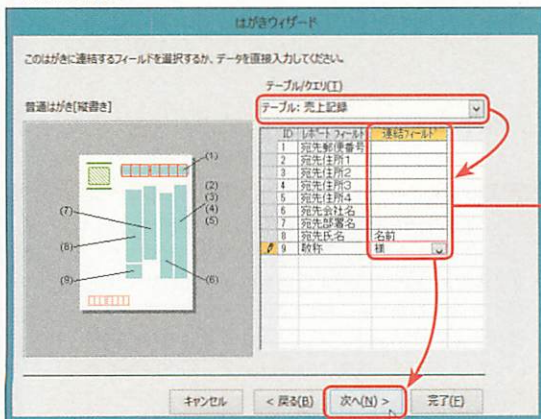 はがきウィザード
このはがきに連結するフィールドを選択するか、データを直接入力してください。
テーブル/クエリ(T)
普通はがき[縦書き]
テーブル: 売上記録
ID レポート フィールド 連結フィールド
1 宛先郵便番号
2 宛先住所1
3 宛先住所2
4 宛先住所3
5 宛先住所4
6 宛先会社名
7 宛先部署名
8 宛先氏名 名前
9 敬称 様
(1)
(2)
(3)
(4)
(5)
(6)
(7)
(8)
(9)
キャンセル
< 戻る(B)
次へ(N) >
完了(F)